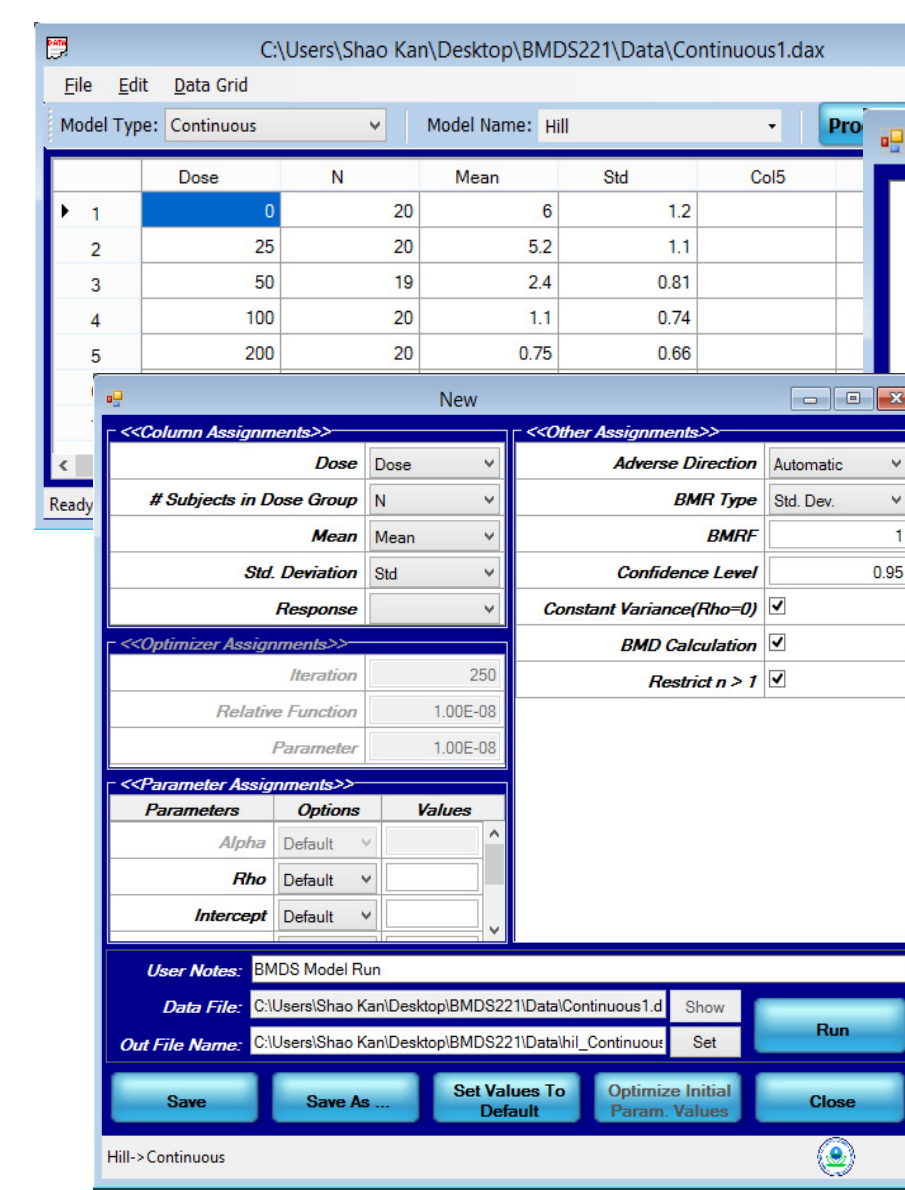 DATA
C:\Users\Shao Kan\Desktop\BMDS221\Data\Continuous1.dax
File Edit Data Grid
Model Type: Continuous Model Name: Hill Pro
Dose N Mean Std Col5
1 0 20 6 1.2
2 25 20 5.2 1.1
3 50 19 2.4 0.81
4 100 20 1.1 0.74
5 200 20 0.75 0.66
Ready
New
<<Column Assignments>>
Dose Dose
# Subjects in Dose Group N
Mean Mean
Std. Deviation Std
Response
<<Optimizer Assignments>>
Iteration 250
Relative Function 1.00E-08
Parameter 1.00E-08
<<Parameter Assignments>>
Parameters Options Values
Alpha Default
Rho Default
Intercept Default
<<Other Assignments>>
Adverse Direction Automatic
BMR Type Std. Dev.
BMRF 1
Confidence Level 0.95
Constant Variance(Rho=0)
BMD Calculation
Restrict n > 1
User Notes: BMDS Model Run
Data File: C:\Users\Shao Kan\Desktop\BMDS221\Data\Continuous1.d Show
Out File Name: C:\Users\Shao Kan\Desktop\BMDS221\Data\hil_Continuous Set
Run
Save
Save As ...
Set Values To
Default
Optimize Initial
Param. Values
Close
Hill->Continuous